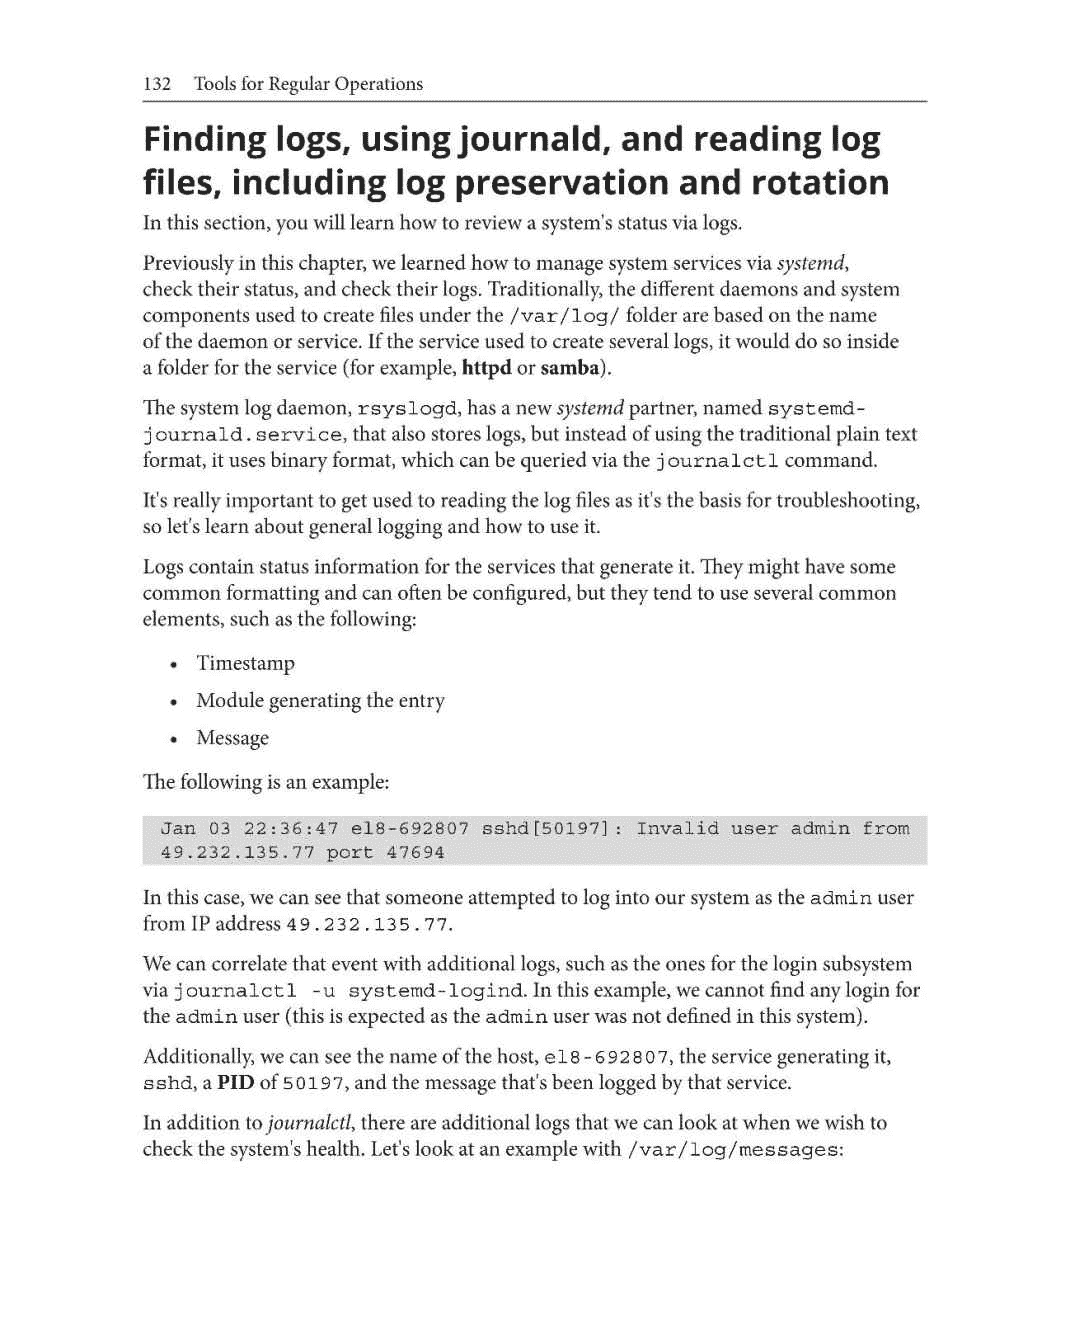 132 Tools for Regular Operations
Finding logs, using journald, and reading log
files, including log preservation and rotation
In this section, you will learn how to review a system's status via logs.
Previously in this chapter, we learned how to manage system services via systemd,
check their status, and check their logs. Traditionally, the different daemons and system
components used to create files under the /var/log/ folder are based on the name
of the daemon or service. If the service used to create several logs, it would do so inside
a folder for the service (for example, httpd or samba).
The system log daemon, rsyslogd, has a new systemd partner, named systemd-
journald.service, that also stores logs, but instead of using the traditional plain text
format, it uses binary format, which can be queried via the journalctl command.
It's really important to get used to reading the log files as it's the basis for troubleshooting,
so let's learn about general logging and how to use it.
Logs contain status information for the services that generate it. They might have some
common formatting and can often be configured, but they tend to use several common
elements, such as the following:
• Timestamp
• Module generating the entry
• Message
The following is an example:
Jan 03 22:36:47 el8-692807 sshd[50197]: Invalid user admin from
49.232.135.77 port 47694
In this case, we can see that someone attempted to log into our system as the admin user
from IP address 49.232.135.77.
We can correlate that event with additional logs, such as the ones for the login subsystem
via journalctl -u systemd-logind. In this example, we cannot find any login for
the admin user (this is expected as the admin user was not defined in this system).
Additionally, we can see the name of the host, el8-692807, the service generating it,
sshd, a PID of 50197, and the message that's been logged by that service.
In addition to journalctl, there are additional logs that we can look at when we wish to
check the system's health. Let's look at an example with /var/log/messages: